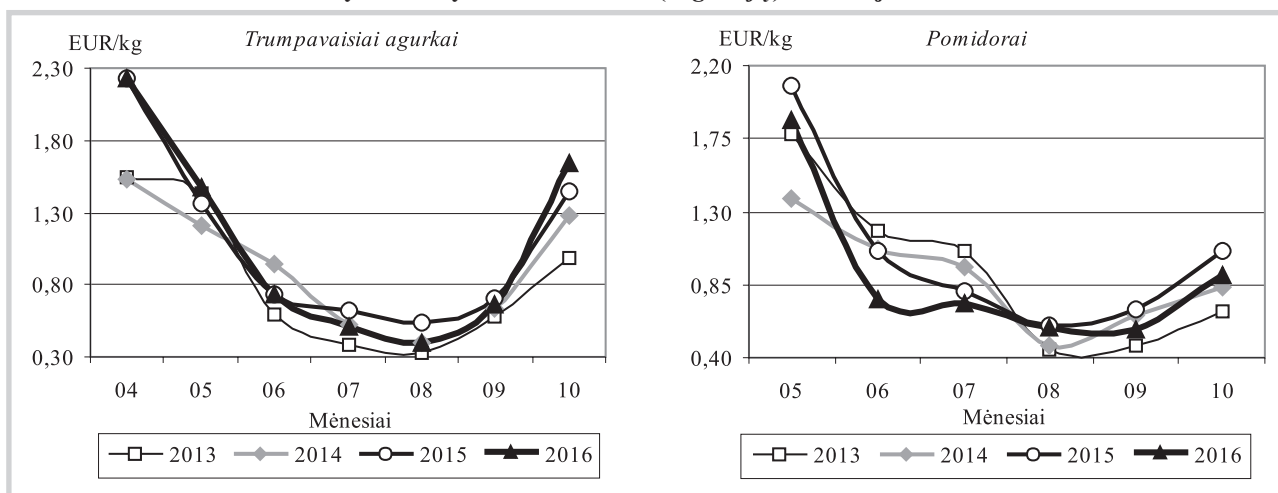 EUR/kg
Trumpavaisiai agurkai
2,30
1,80
1,30
0,80
0,30
04 05 06 07 08 09 10
Mėnesiai
2013 2014 2015 2016
EUR/kg
Pomidorai
2,20
1,75
1,30
0,85
0,40
05 06 07 08 09 10
Mėnesiai
2013 2014 2015 2016